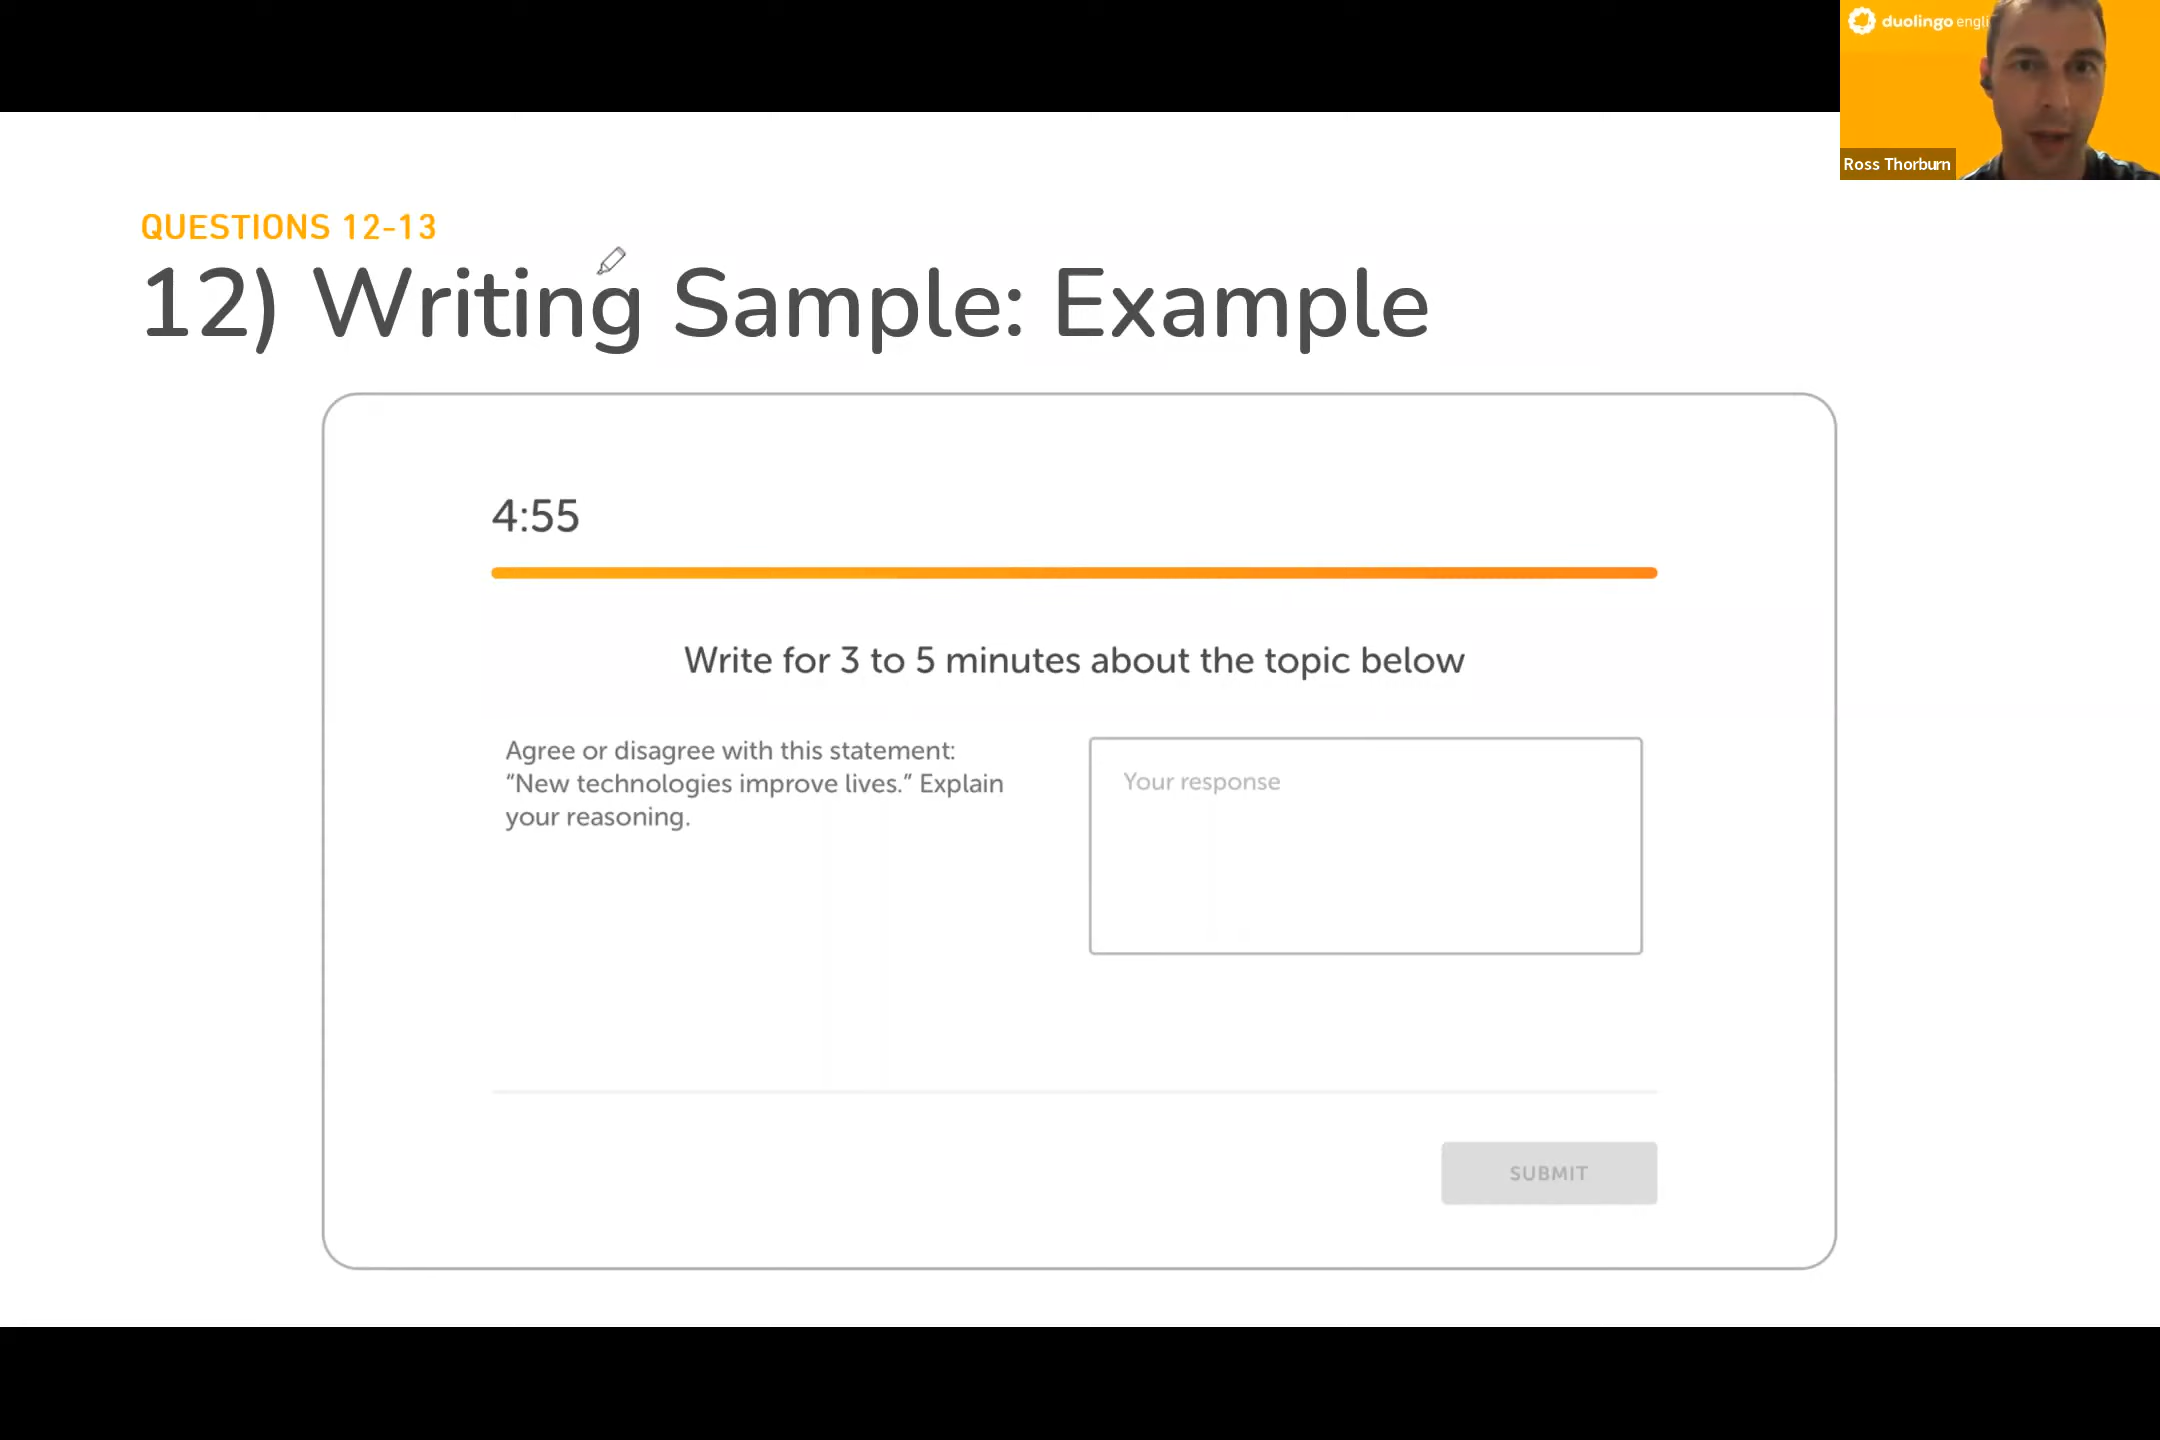 duolingo engli
Ross Thorburn
QUESTIONS 12-13
12) Writing Sample: Example
4:55
Write for 3 to 5 minutes about the topic below
Agree or disagree with this statement:
“New technologies improve lives.” Explain
your reasoning.
Your response
SUBMIT